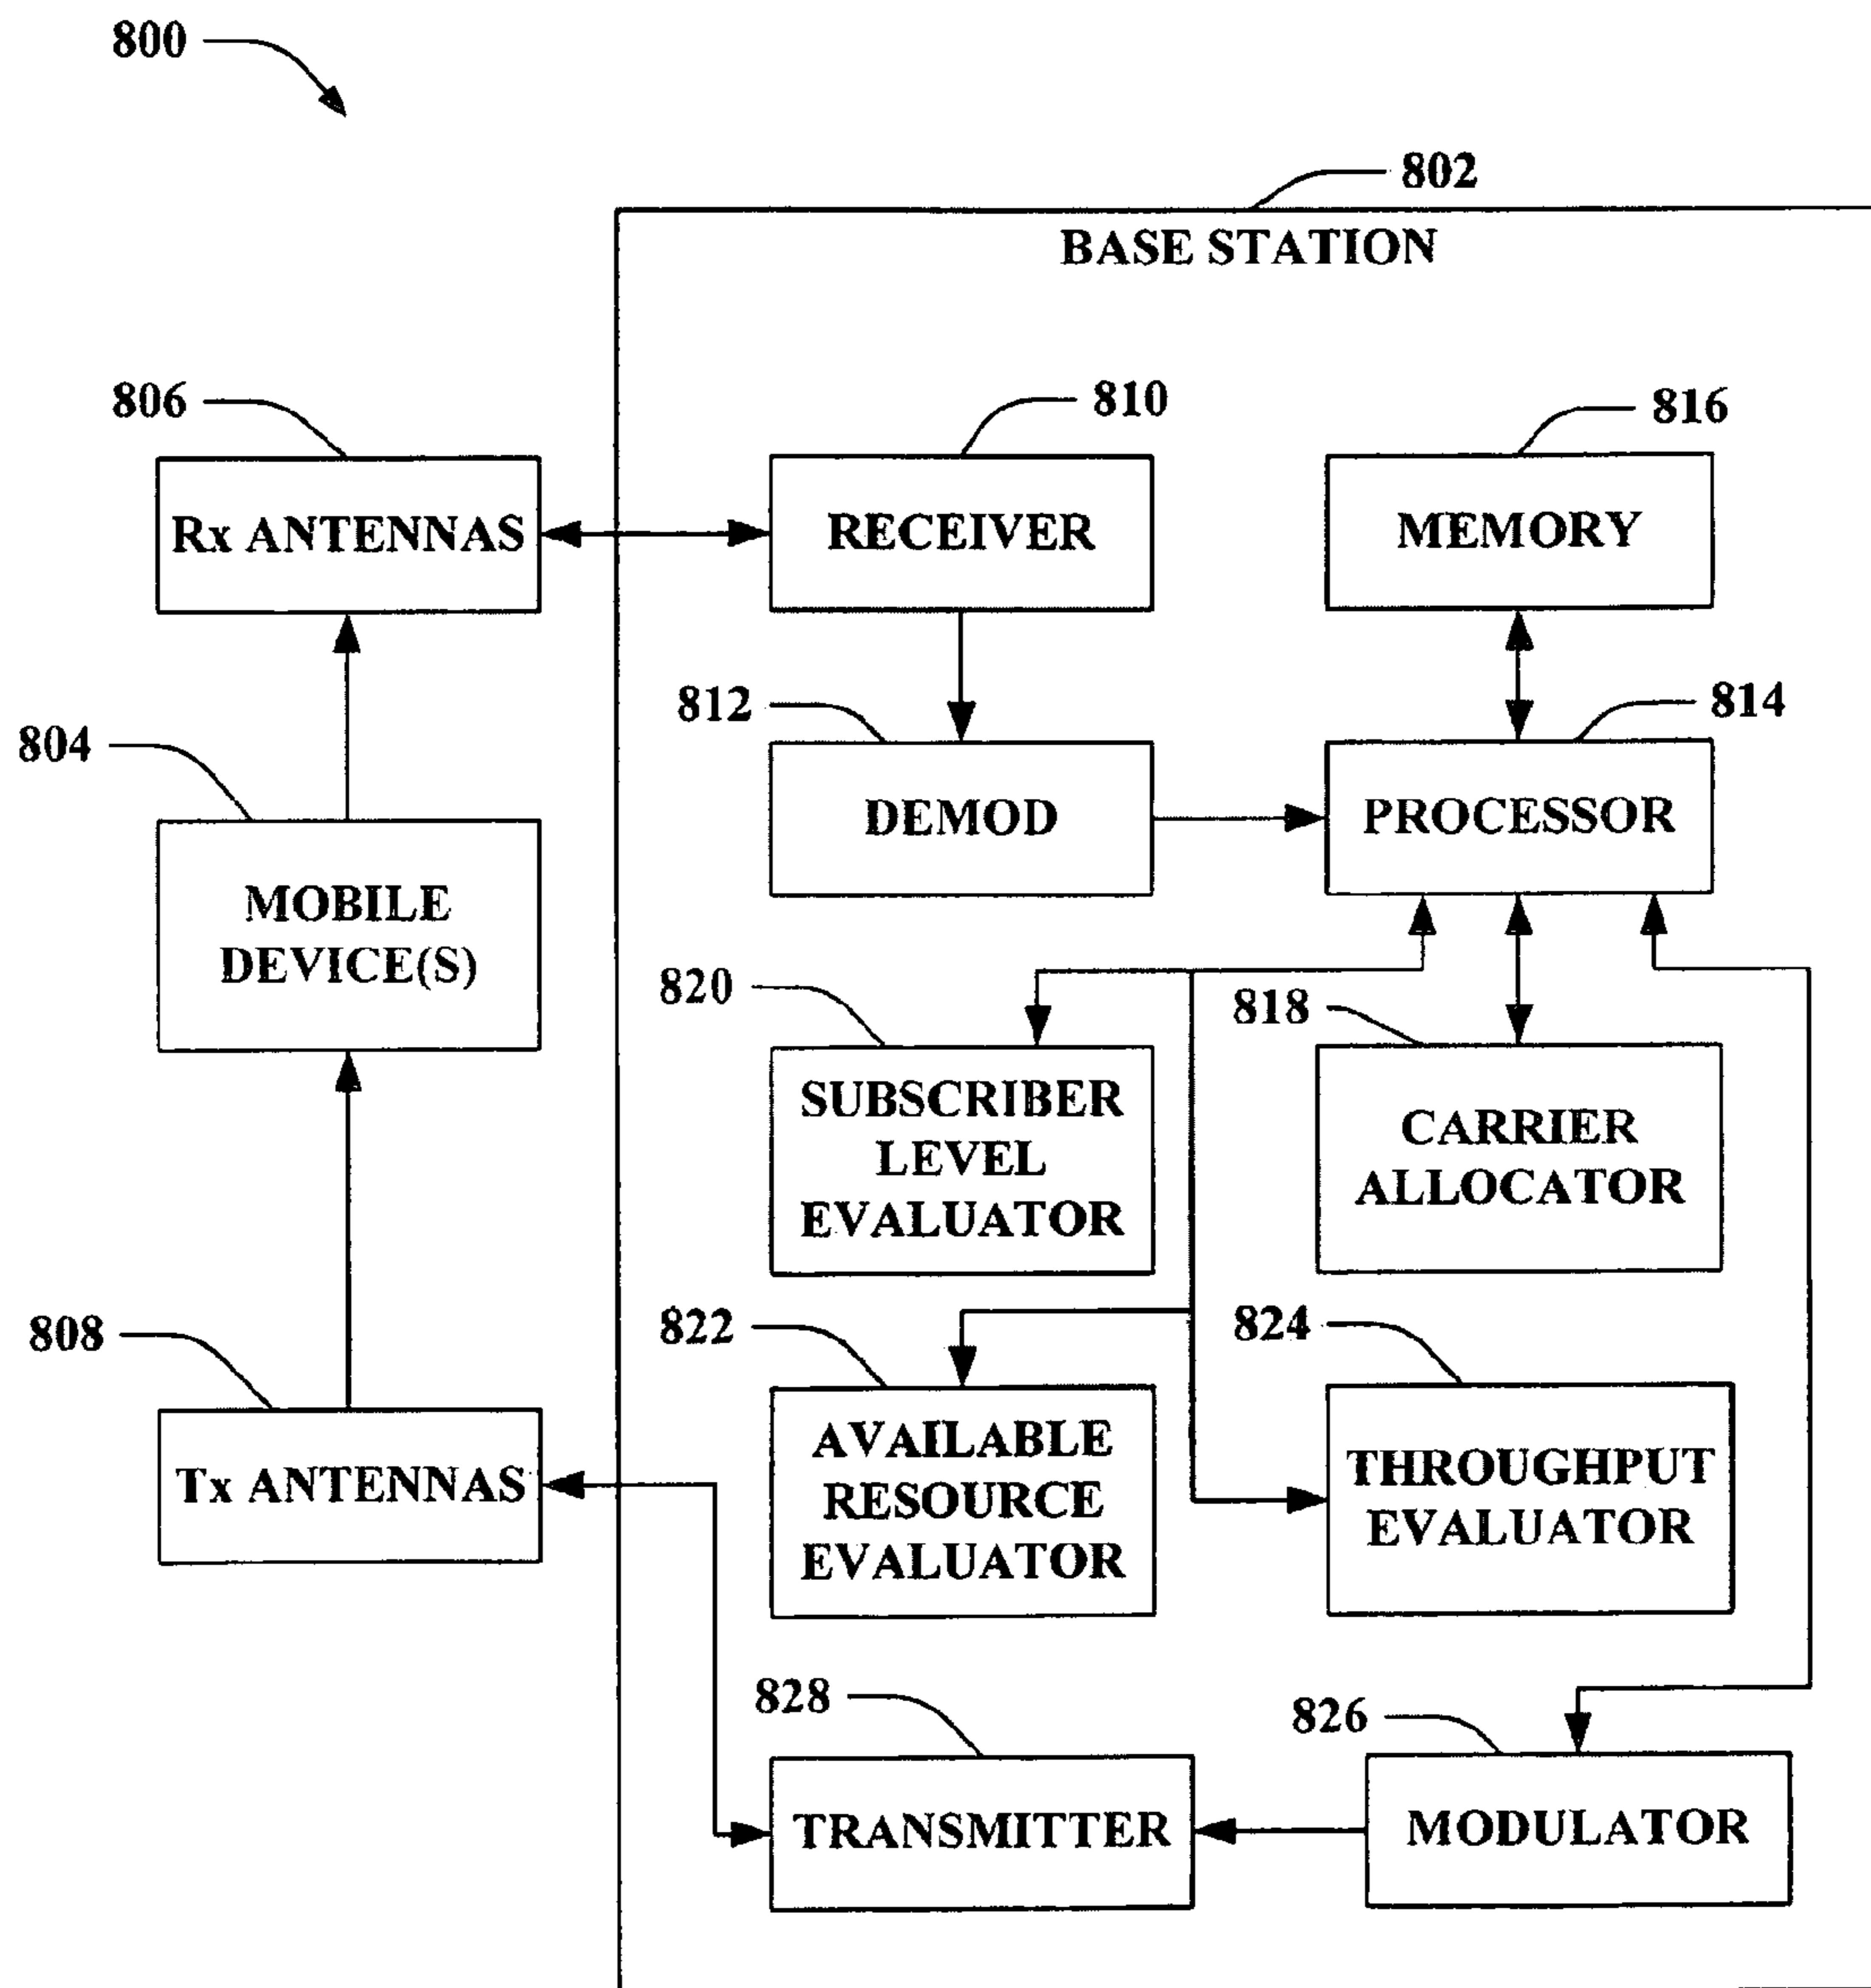 800
802
BASE STATION
806
810
816
Rx ANTENNAS
RECEIVER
MEMORY
812
814
804
DEMOD
PROCESSOR
MOBILE
DEVICE(S)
820
818
SUBSCRIBER
LEVEL
EVALUATOR
CARRIER
ALLOCATOR
808
822
824
Tx ANTENNAS
AVAILABLE
RESOURCE
EVALUATOR
THROUGHPUT
EVALUATOR
828
826
TRANSMITTER
MODULATOR